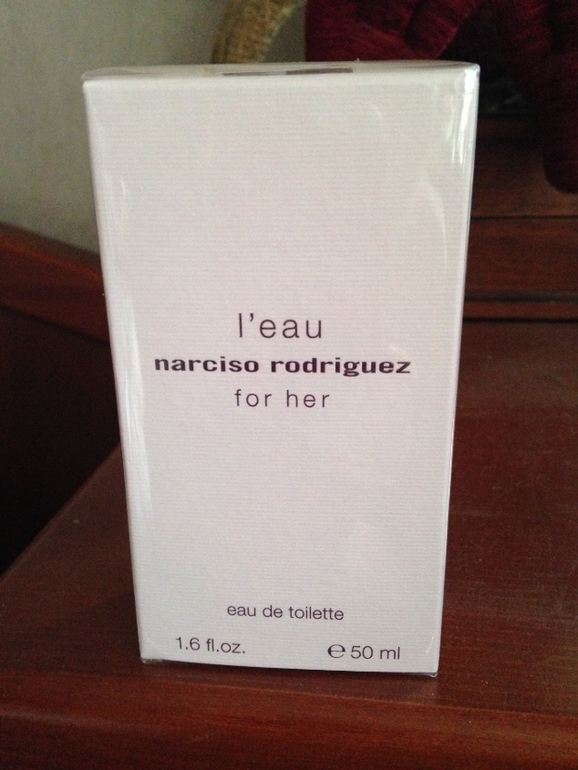 l'eau
narciso rodriguez
for her
eau de toilette
1.6 fl.oz. ℮ 50 ml